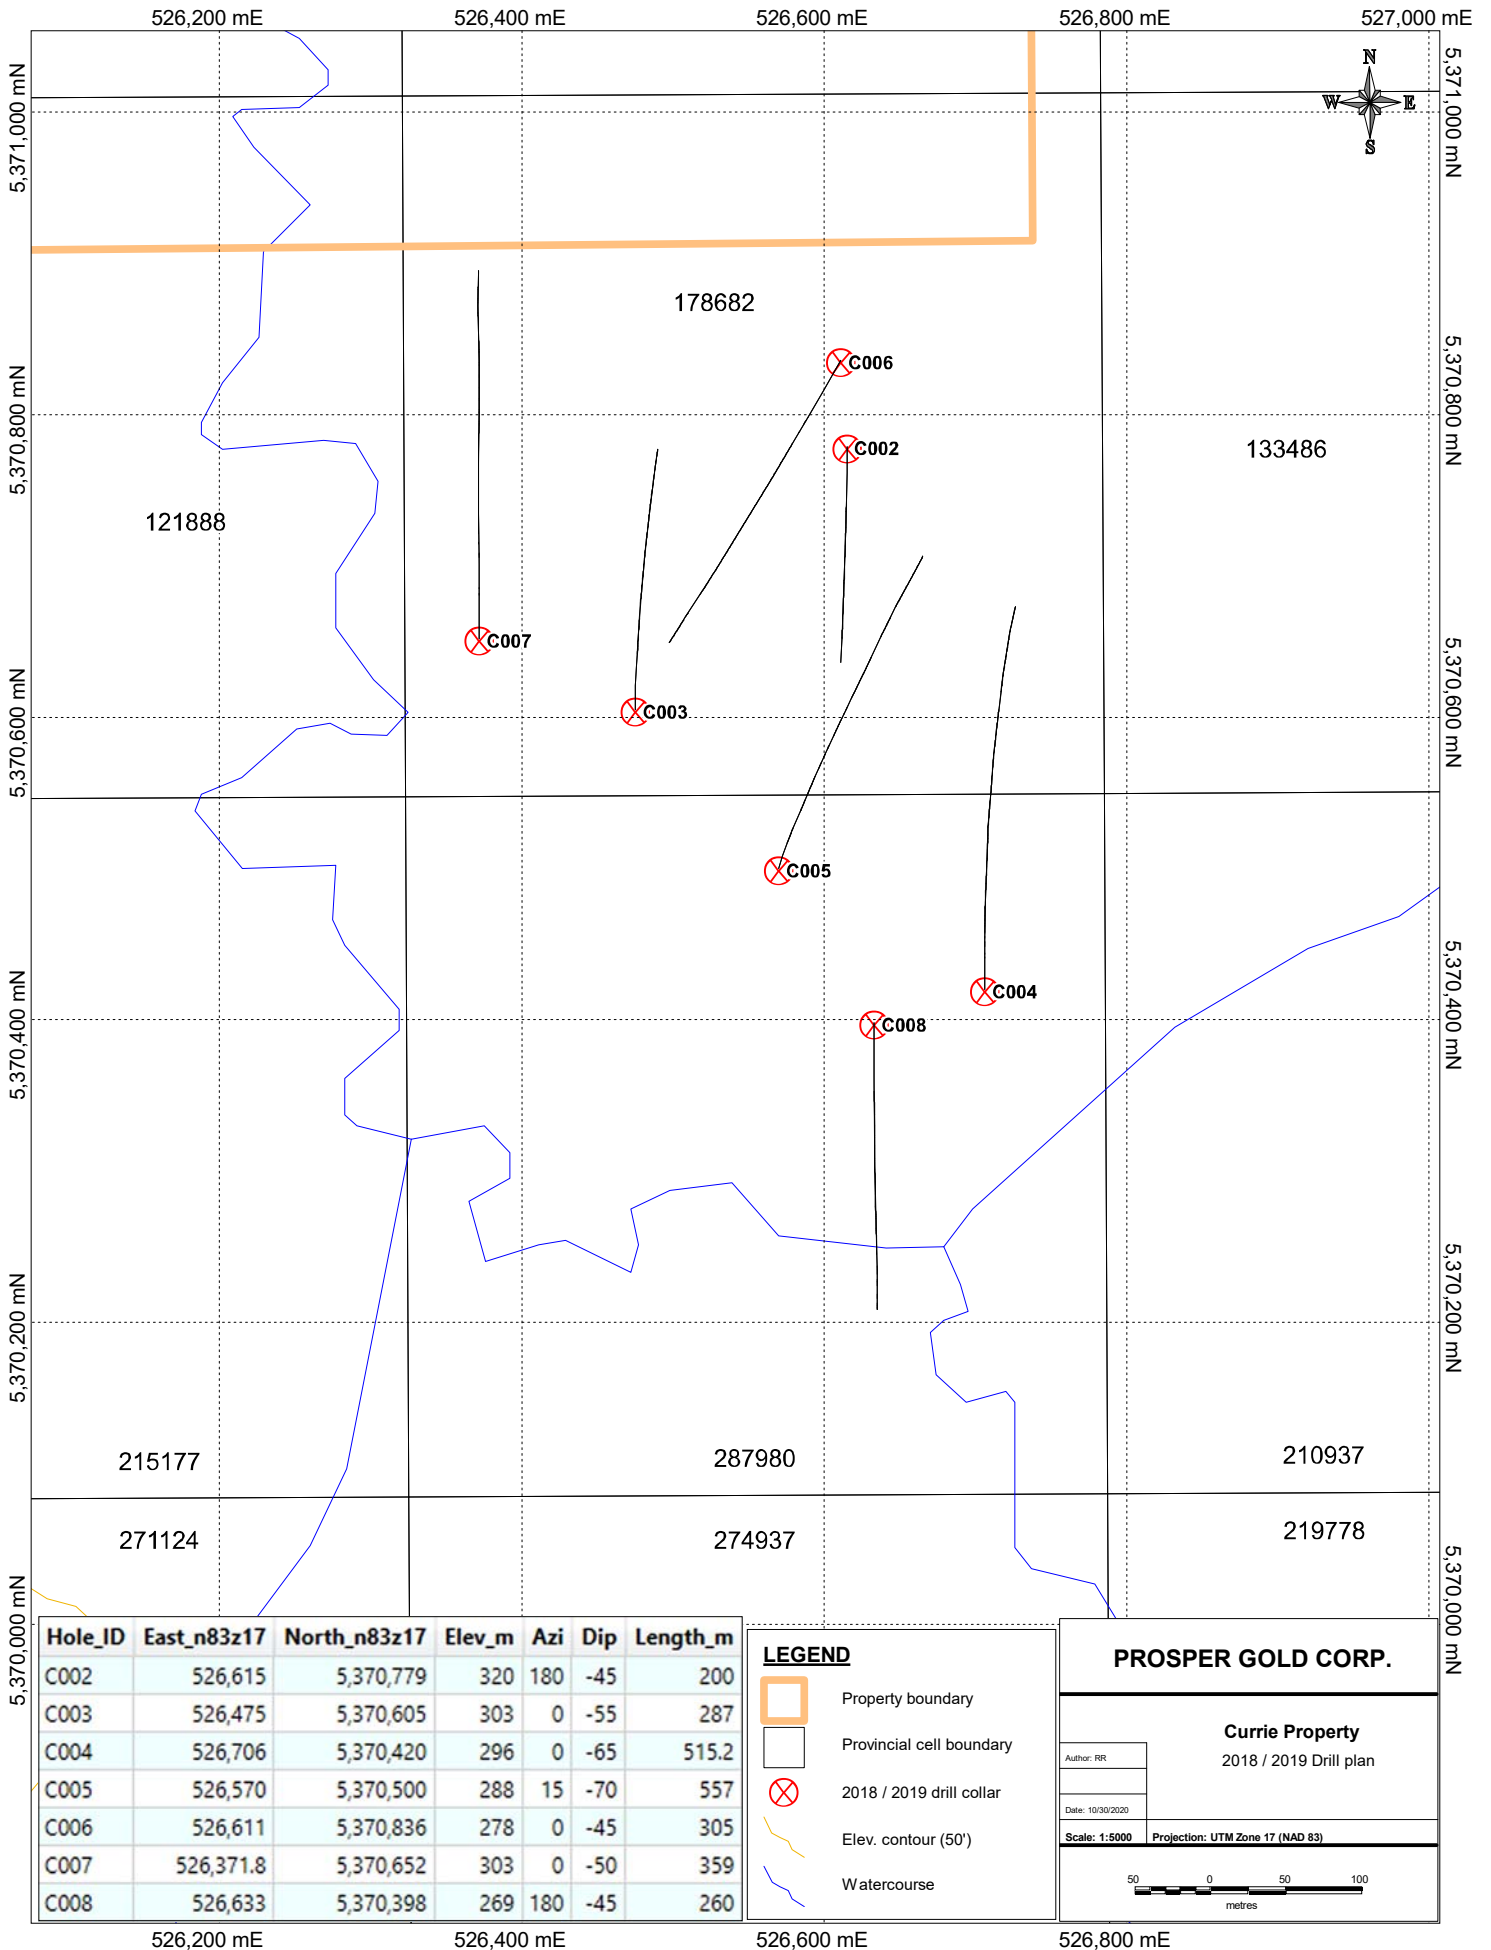 526,200 mE 526,400 mE 526,600 mE 526,800 mE 527,000 mE
5,371,000 mN 5,371,000 mN
N
W E
S
178682
C006
5,370,800 mN 5,370,800 mN
C002
133486
121888
C007
C003
5,370,600 mN 5,370,600 mN
C005
C004
C008
5,370,400 mN 5,370,400 mN
5,370,200 mN 5,370,200 mN
215177 287980 210937
271124 274937 219778
5,370,000 mN 5,370,000 mN
Hole_ID East_n83z17 North_n83z17 Elev_m Azi Dip Length_m
C002 526,615 5,370,779 320 180 -45 200
C003 526,475 5,370,605 303 0 -55 287
C004 526,706 5,370,420 296 0 -65 515.2
C005 526,570 5,370,500 288 15 -70 557
C006 526,611 5,370,836 278 0 -45 305
C007 526,371.8 5,370,652 303 0 -50 359
C008 526,633 5,370,398 269 180 -45 260
LEGEND
Property boundary
Provincial cell boundary
2018 / 2019 drill collar
Elev. contour (50')
Watercourse
PROSPER GOLD CORP.
Currie Property
2018 / 2019 Drill plan
Author: RR
Date: 10/30/2020
Scale: 1:5000 Projection: UTM Zone 17 (NAD 83)
50 0 50 100
metres
526,200 mE 526,400 mE 526,600 mE 526,800 mE